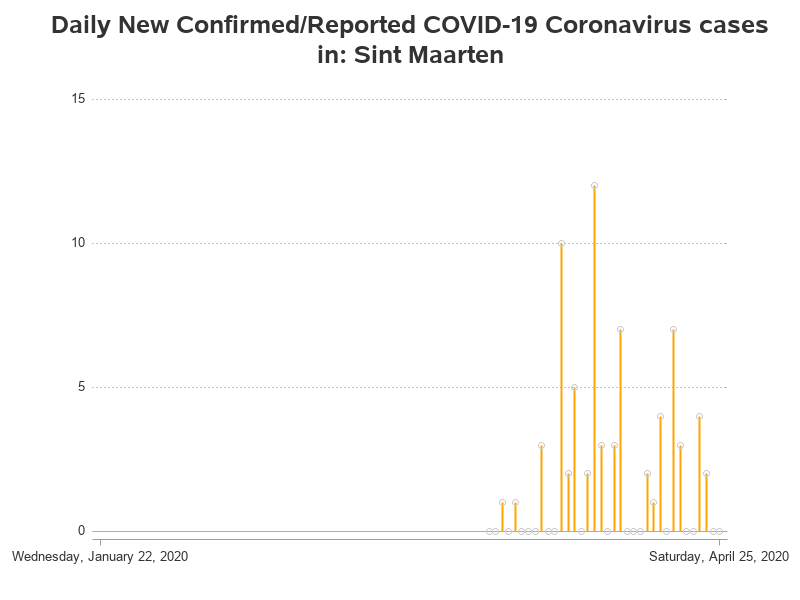 Daily New Confirmed/Reported COVID-19 Coronavirus cases
in: Sint Maarten
15
10
5
0
Wednesday, January 22, 2020
Saturday, April 25, 2020